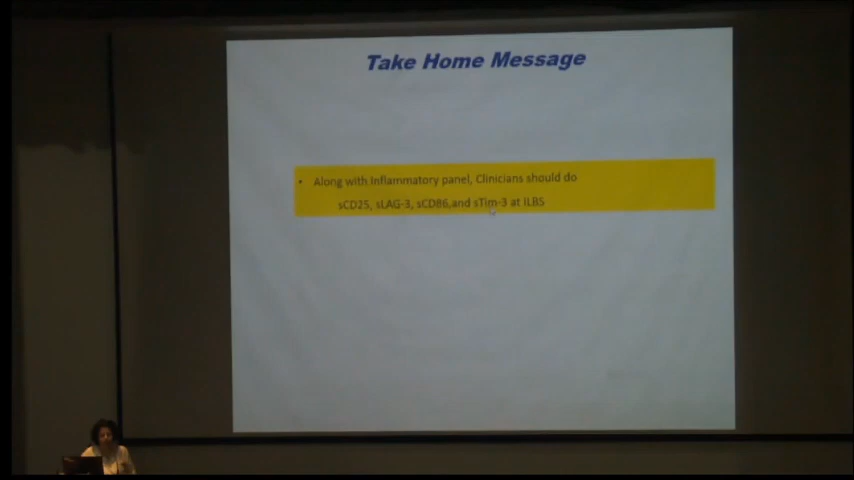 Take Home Message
• Along with Inflammatory panel, Clinicians should do
sCD25, sLAG-3, sCD86,and sTim-3 at ILBS